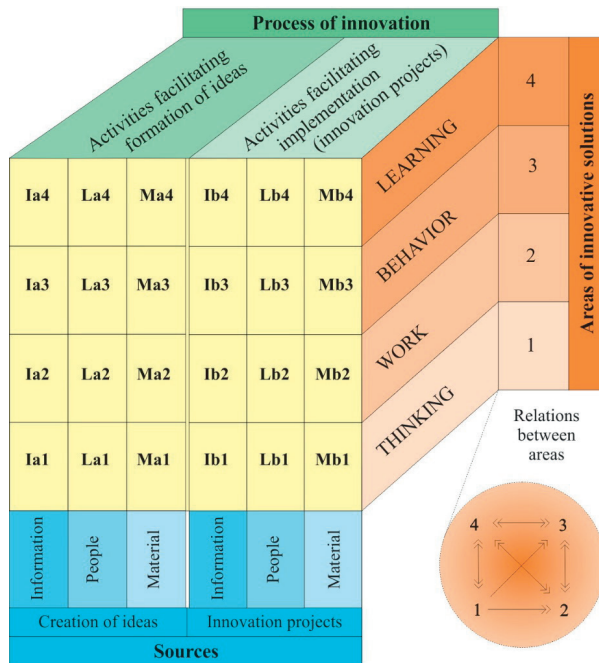 Process of innovation
Activities facilitating
formation of ideas
Activities facilitating
implementation
(innovation projects)
LEARNING
BEHAVIOR
WORK
THINKING
4
3
2
1
Areas of innovative solutions
Ia4 La4 Ma4 Ib4 Lb4 Mb4
Ia3 La3 Ma3 Ib3 Lb3 Mb3
Ia2 La2 Ma2 Ib2 Lb2 Mb2
Ia1 La1 Ma1 Ib1 Lb1 Mb1
Information People Material Information People Material
Creation of ideas Innovation projects
Sources
Relations
between
areas
4 3
1 2